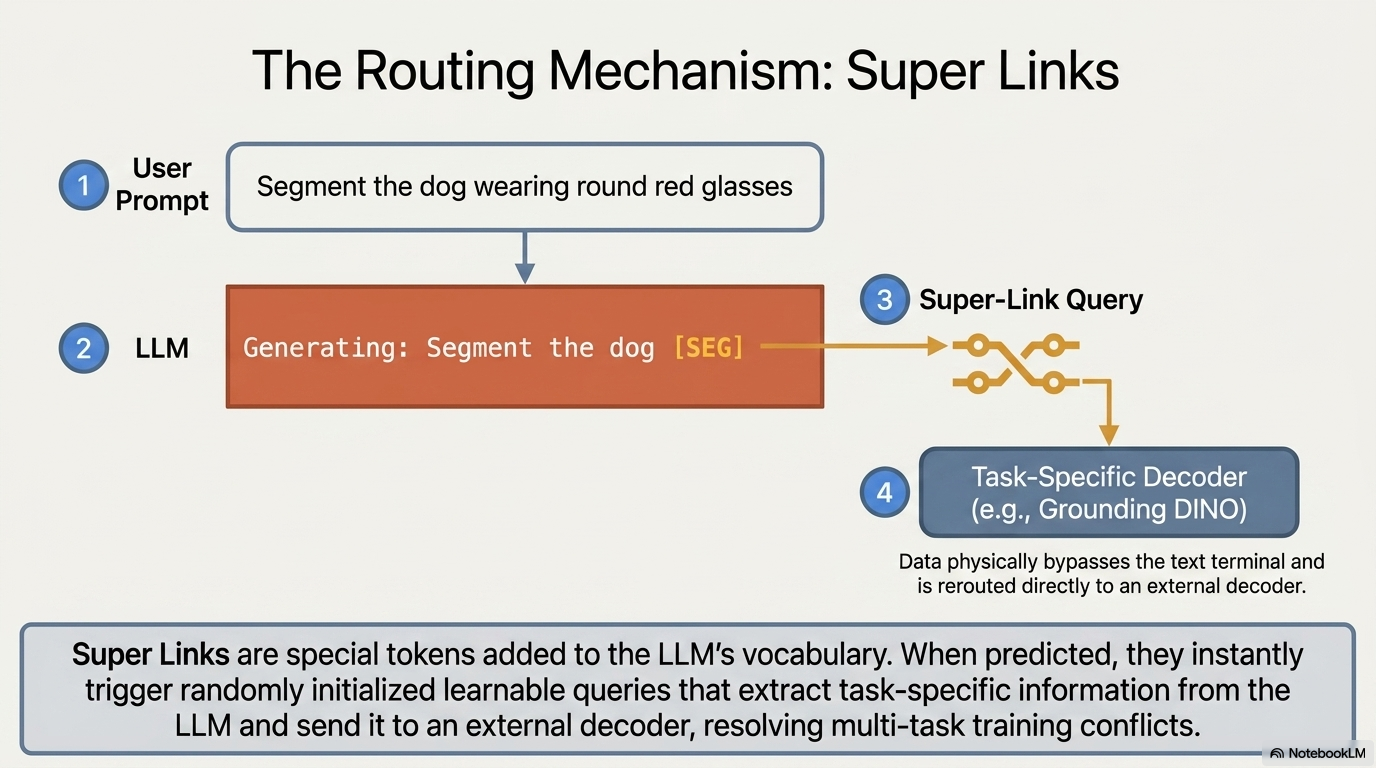 The Routing Mechanism: Super Links
1
User
Prompt
Segment the dog wearing round red glasses
2
LLM
Generating: Segment the dog [SEG]
3
Super-Link Query
4
Task-Specific Decoder
(e.g., Grounding DINO)
Data physically bypasses the text terminal and
is rerouted directly to an external decoder.
Super Links are special tokens added to the LLM's vocabulary. When predicted, they instantly
trigger randomly initialized learnable queries that extract task-specific information from the
LLM and send it to an external decoder, resolving multi-task training conflicts.
NotebookLM